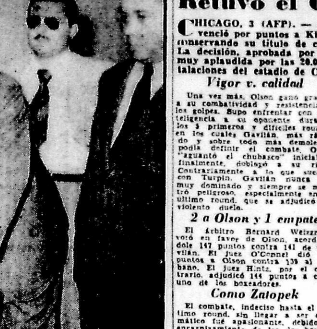 Retuvo el
CHICAGO, 3 (AFP). —
venció por puntos a
conservando su título de c
La decisión, aprobada por
muy aplaudida por las 20.0
talaciones del estadio de C
Vigor v. calidad
Una vez más, Olson ganó gra
a su combatividad y resistenci
los golpes. Supo enfrentar con
teligencia a su oponente dura
los 5 primeros y difíciles roun
en los cuales Gavilán, más rá
do y sobre todo más demole
podía definir el combate. O
"aguantó el chubasco" inicial
finalmente, doblegó a su ri
Contrariamente a lo que suc
con Turpin, Gavilán nunca
muy dominado y siempre se m
tró peligroso, especialmente en
último round, que se adjudicó
violento duelo.
2 a Olson y 1 empate
El árbitro Bernard Weissm
votó en favor de Olson, acord
dole 147 puntos contra 141 de
vilán. El juez O'Connel dió
puntos a Olson contra 139 al
bano. El juez Hintz, por el c
trario, adjudicó 144 puntos a c
uno de los boxeadores.
Como Zatopek
El combate, indeciso hasta el
timo round, sin llegar a ser
mático fué apasionante, debido